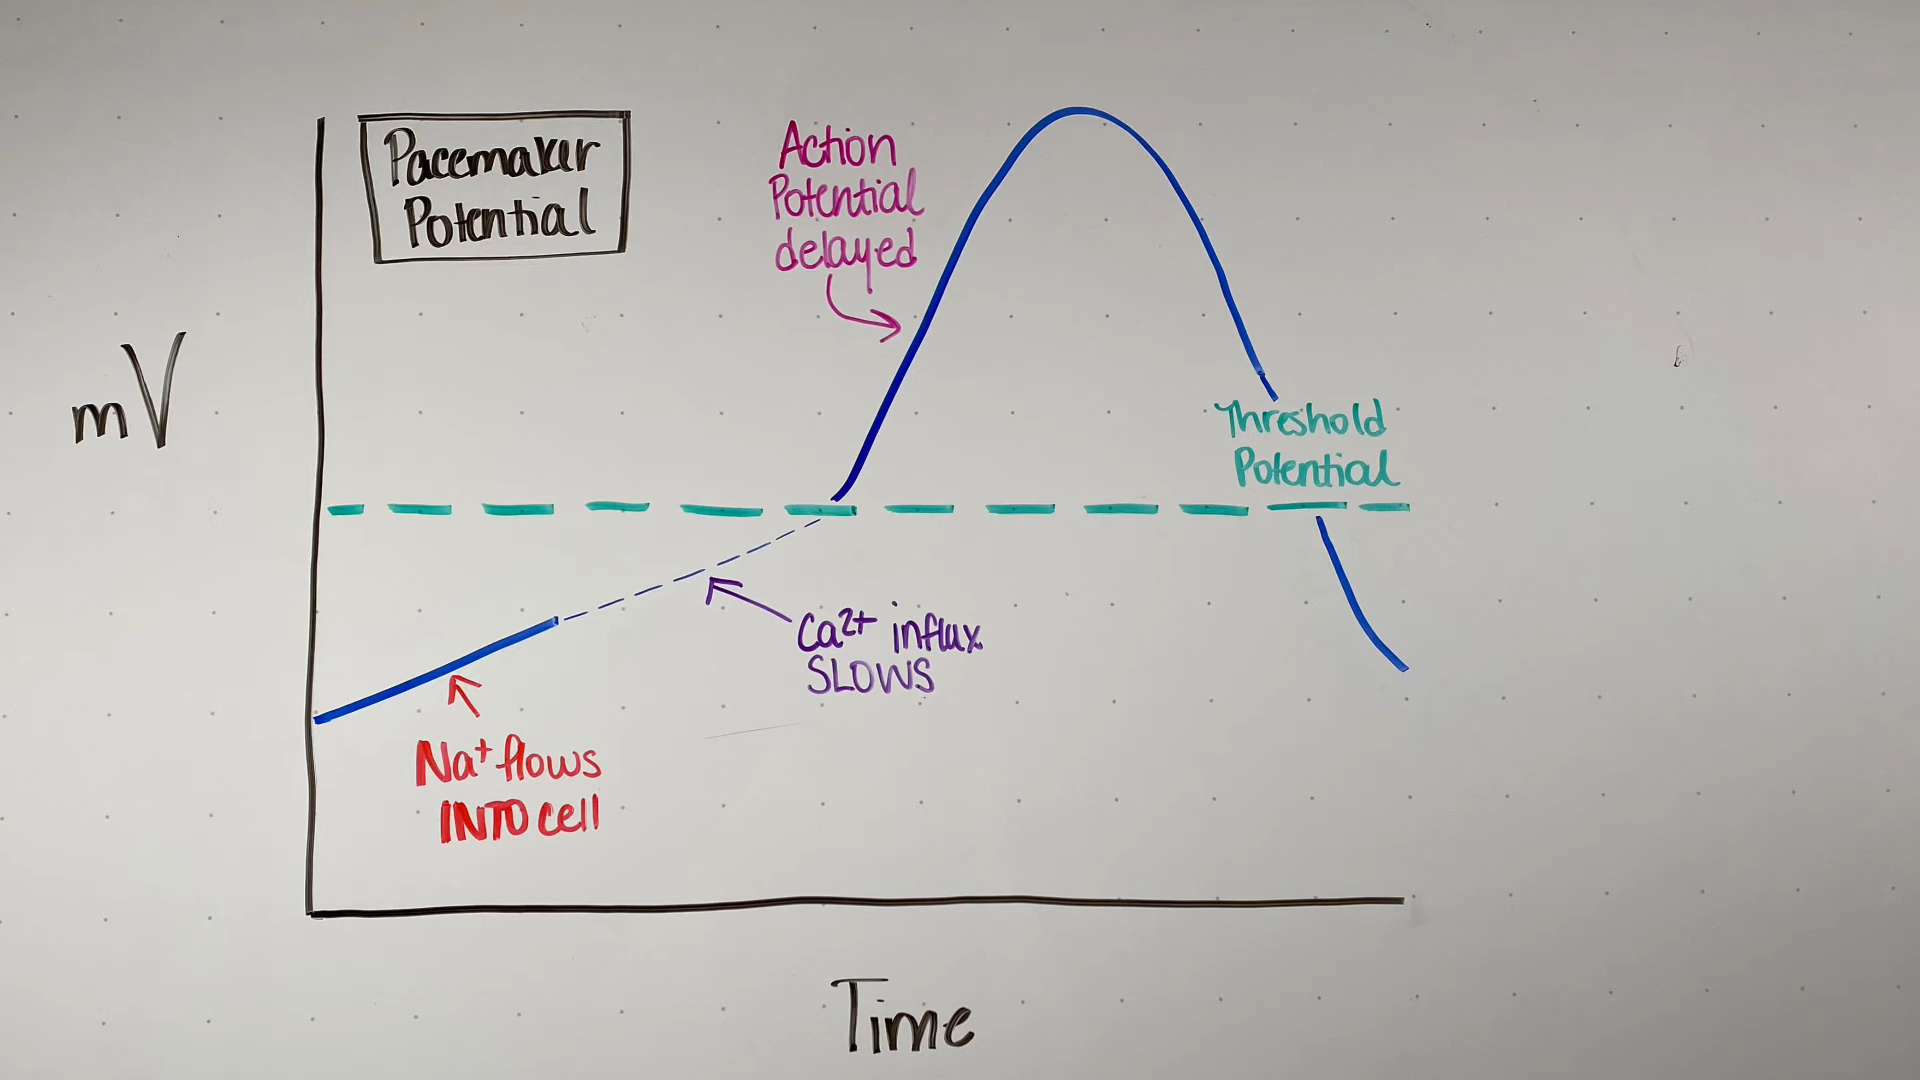 Pacemaker
Potential
Action
Potential
delayed
mV
Threshold
Potential
Ca²⁺ influx
SLOWS
Na⁺ flows
INTO cell
Time